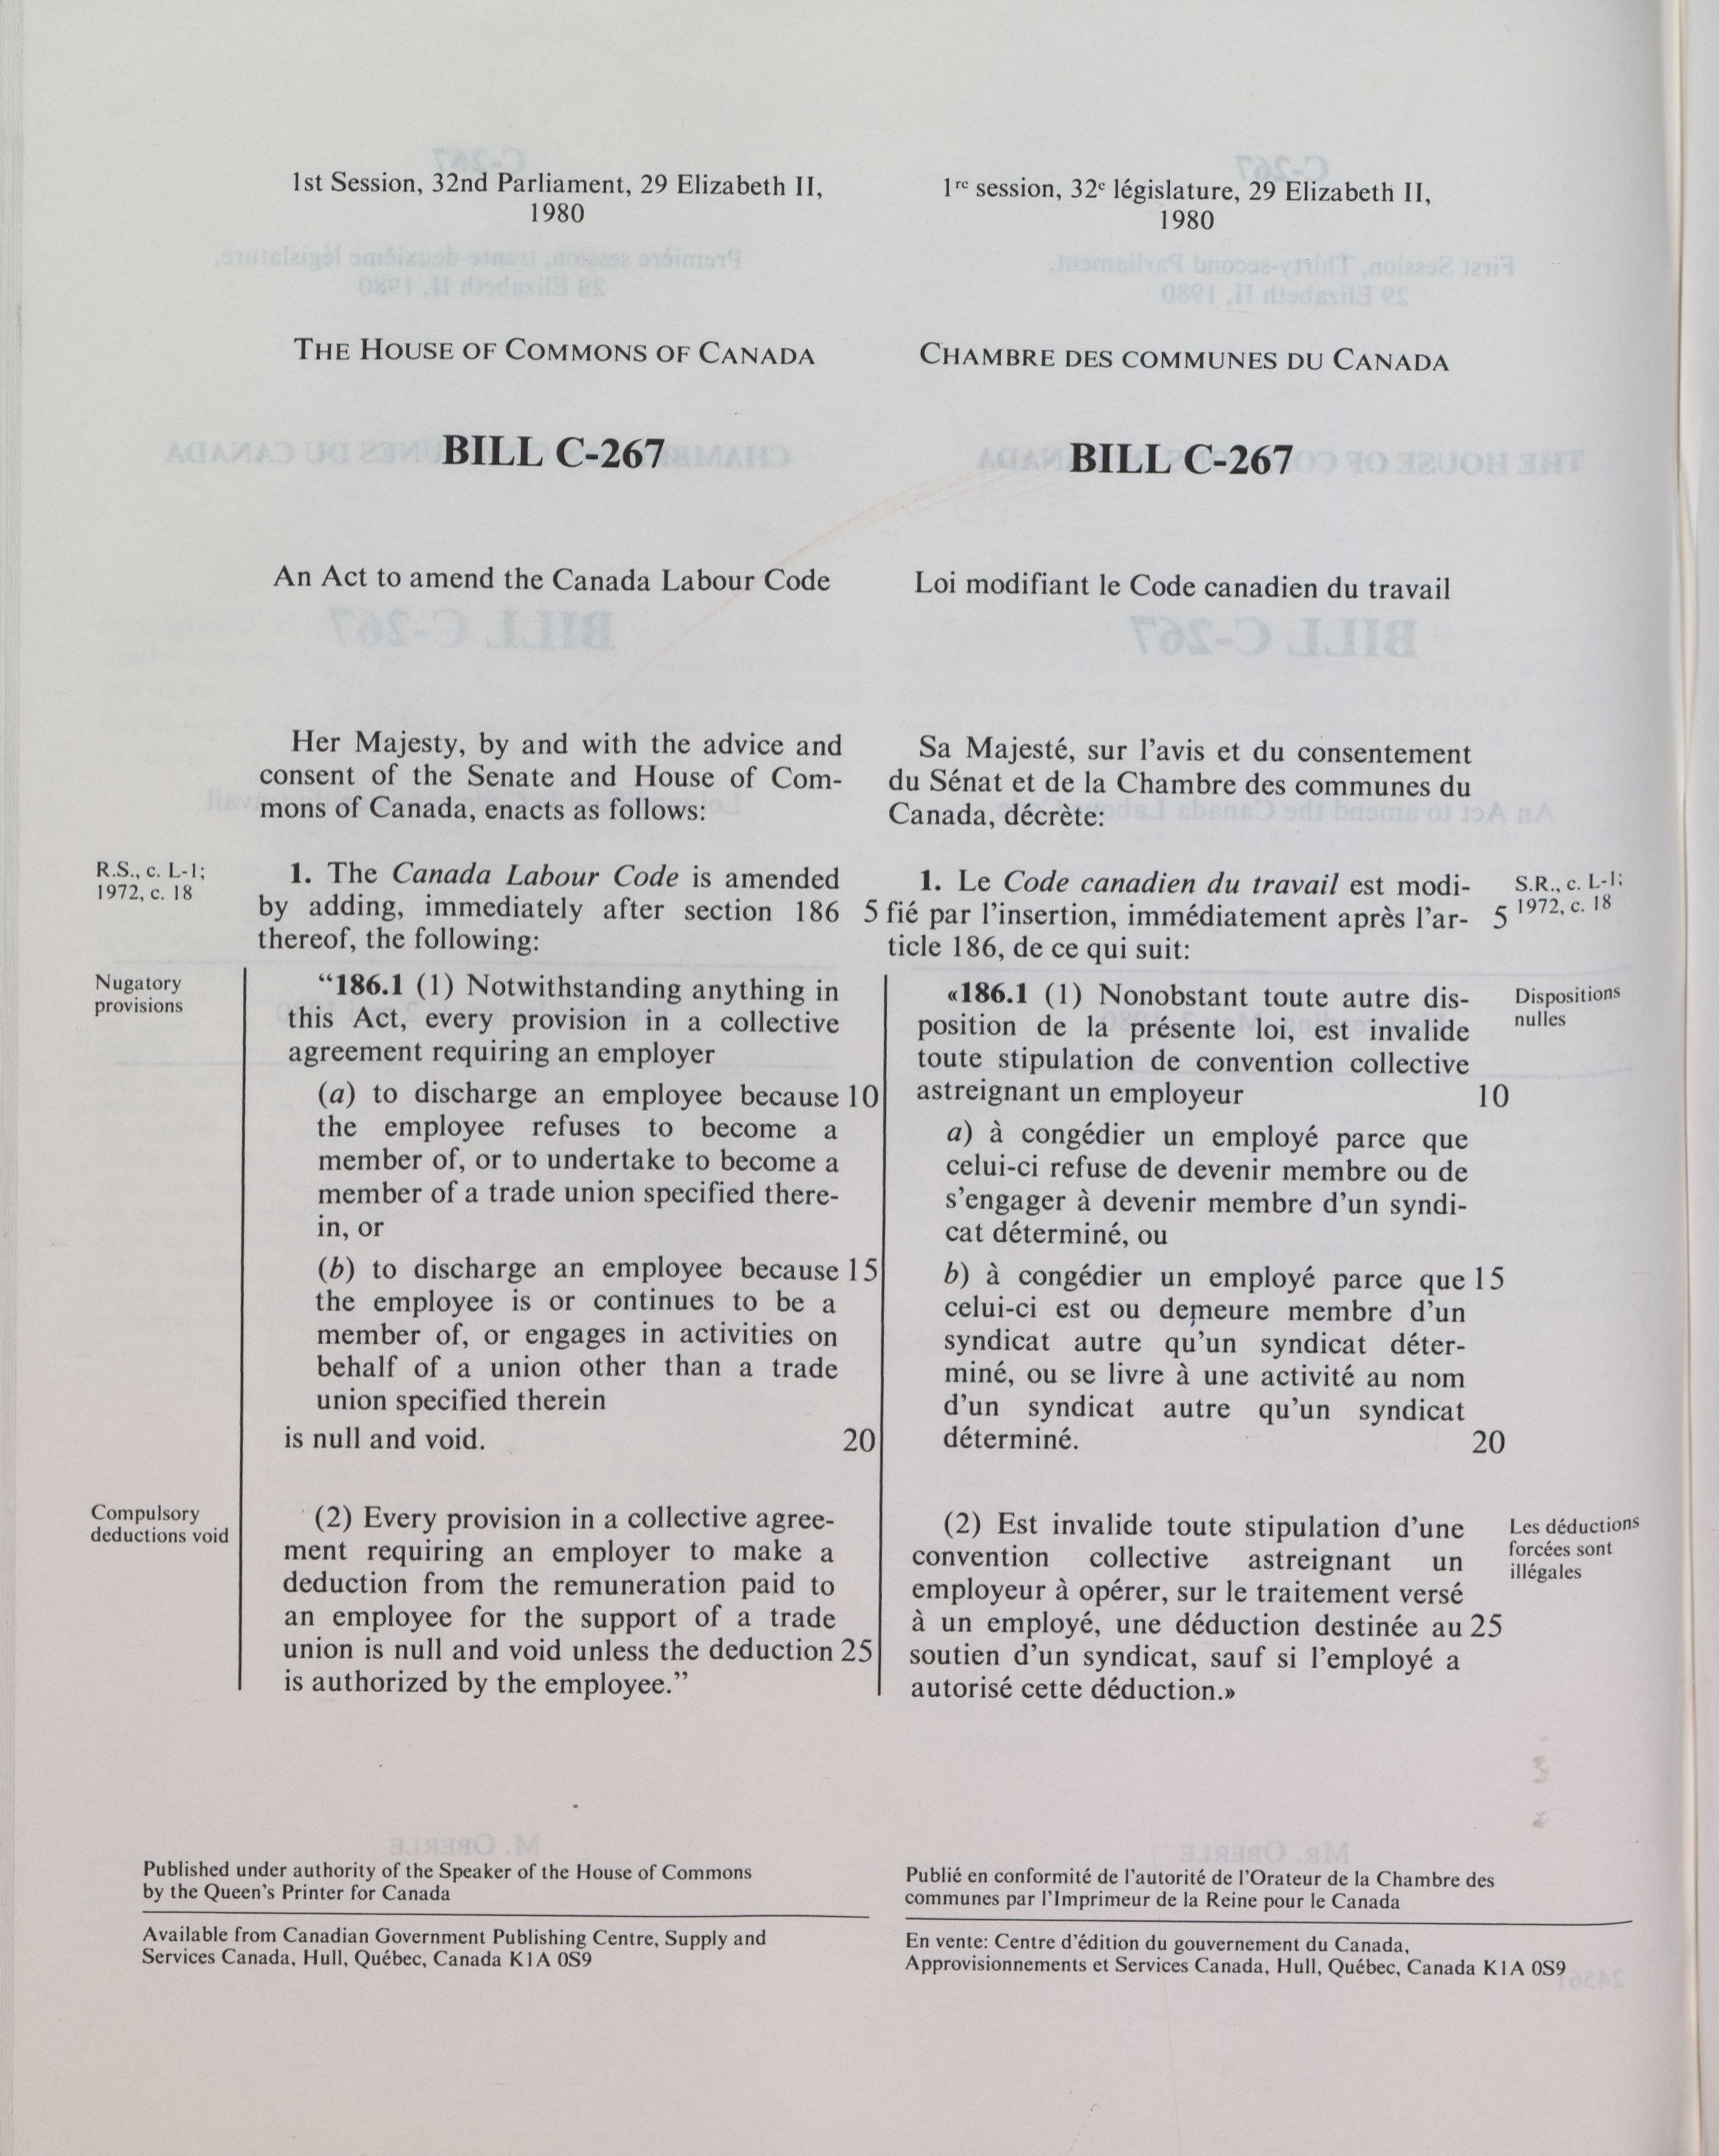 1st Session, 32nd Parliament, 29 Elizabeth II,
1980
THE HOUSE OF COMMONS OF CANADA
BILL C-267
An Act to amend the Canada Labour Code
Her Majesty, by and with the advice and
consent of the Senate and House of Com-
mons of Canada, enacts as follows:
R.S., c. L-1;
1972, c. 18
1. The Canada Labour Code is amended
by adding, immediately after section 186 5
thereof, the following:
Nugatory
provisions
“186.1 (1) Notwithstanding anything in
this Act, every provision in a collective
agreement requiring an employer
(a) to discharge an employee because 10
the employee refuses to become a
member of, or to undertake to become a
member of a trade union specified there-
in, or
(b) to discharge an employee because 15
the employee is or continues to be a
member of, or engages in activities on
behalf of a union other than a trade
union specified therein
is null and void. 20
Compulsory
deductions void
(2) Every provision in a collective agree-
ment requiring an employer to make a
deduction from the remuneration paid to
an employee for the support of a trade
union is null and void unless the deduction 25
is authorized by the employee.”
Published under authority of the Speaker of the House of Commons
by the Queen's Printer for Canada
Available from Canadian Government Publishing Centre, Supply and
Services Canada, Hull, Québec, Canada K1A 0S9
1re session, 32e législature, 29 Elizabeth II,
1980
CHAMBRE DES COMMUNES DU CANADA
BILL C-267
Loi modifiant le Code canadien du travail
Sa Majesté, sur l'avis et du consentement
du Sénat et de la Chambre des communes du
Canada, décrète:
1. Le Code canadien du travail est modi-
fié par l'insertion, immédiatement après l'ar- 5
ticle 186, de ce qui suit:
S.R., c. L-1;
1972, c. 18
«186.1 (1) Nonobstant toute autre dis-
position de la présente loi, est invalide
toute stipulation de convention collective
astreignant un employeur 10
Dispositions
nulles
a) à congédier un employé parce que
celui-ci refuse de devenir membre ou de
s'engager à devenir membre d'un syndi-
cat déterminé, ou
b) à congédier un employé parce que 15
celui-ci est ou demeure membre d'un
syndicat autre qu'un syndicat déter-
miné, ou se livre à une activité au nom
d'un syndicat autre qu'un syndicat
déterminé. 20
(2) Est invalide toute stipulation d'une
convention collective astreignant un
employeur à opérer, sur le traitement versé
à un employé, une déduction destinée au 25
soutien d'un syndicat, sauf si l'employé a
autorisé cette déduction.»
Les déductions
forcées sont
illégales
Publié en conformité de l'autorité de l'Orateur de la Chambre des
communes par l'Imprimeur de la Reine pour le Canada
En vente: Centre d'édition du gouvernement du Canada,
Approvisionnements et Services Canada, Hull, Québec, Canada K1A 0S9